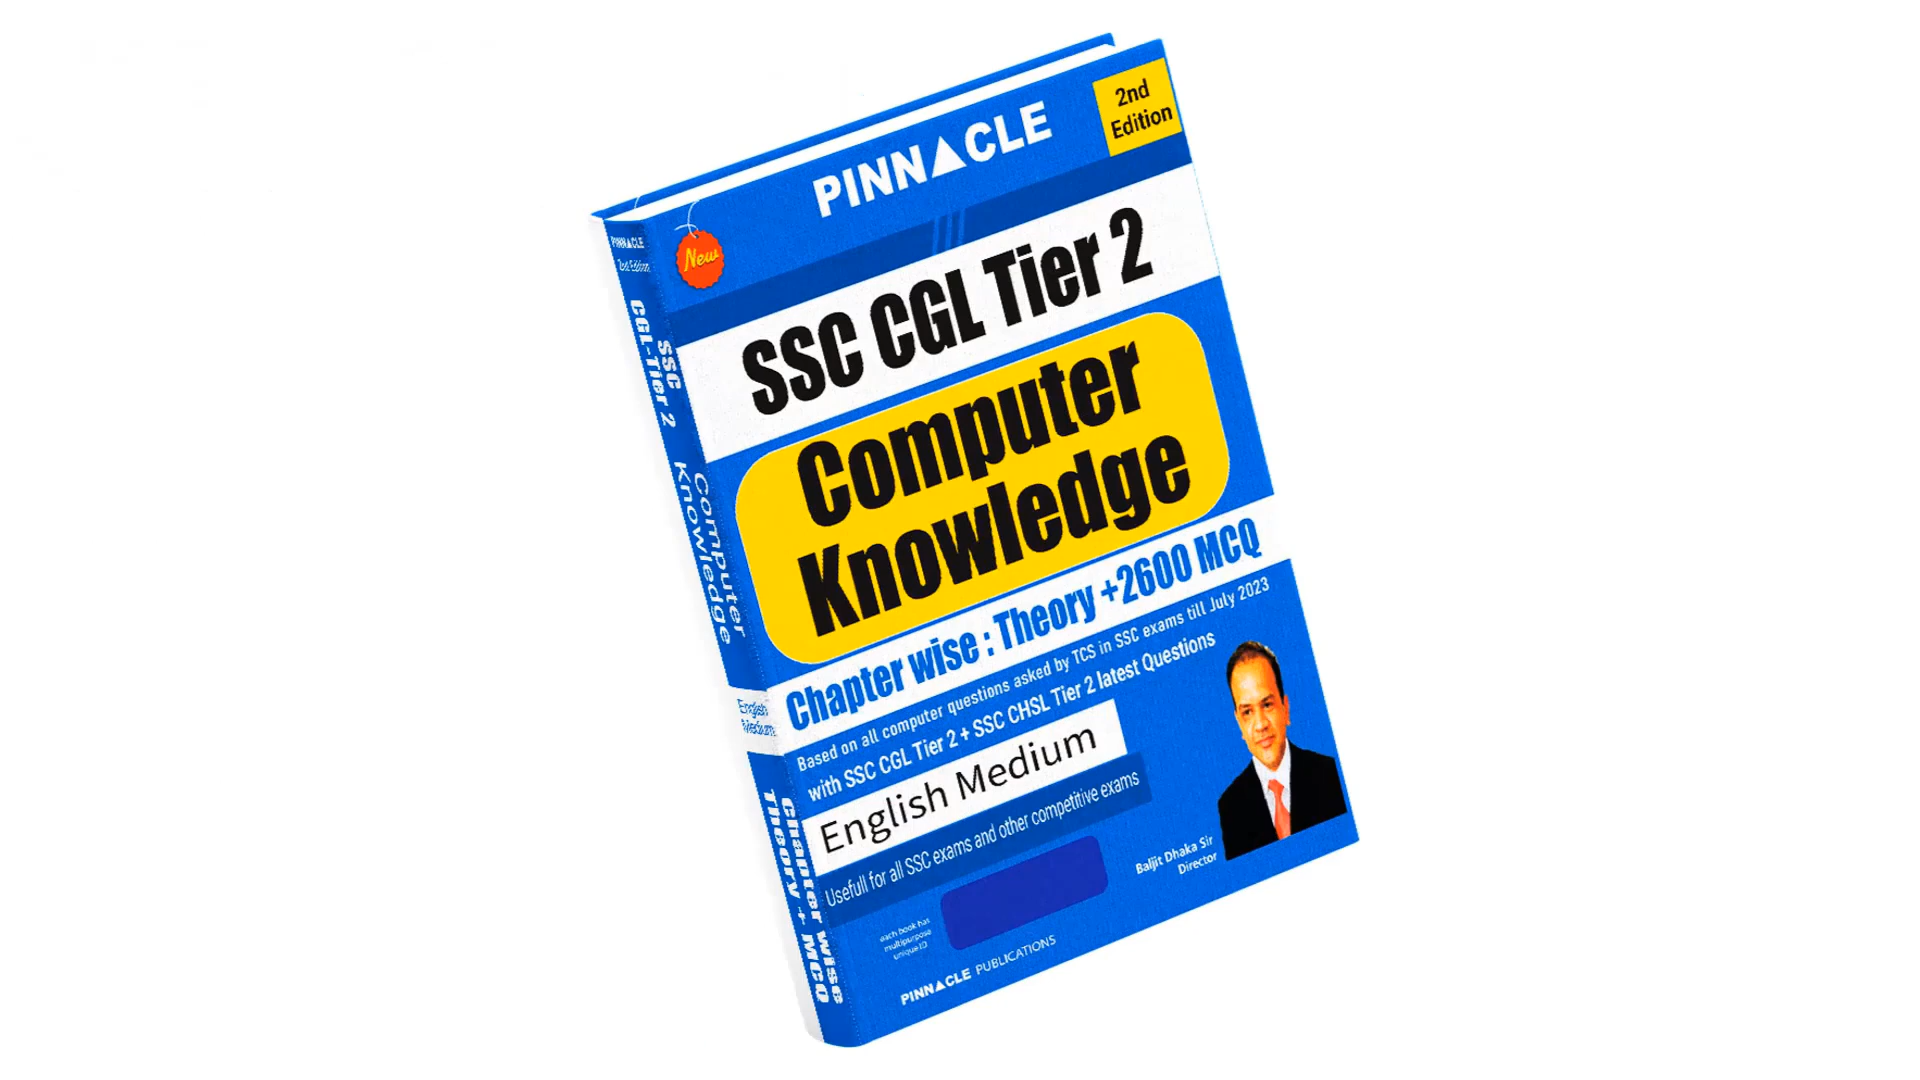 PINNACLE
2nd
Edition
New
SSC CGL Tier 2
Computer
Knowledge
Chapter wise : Theory +2600 MCQ
Based on all computer questions asked by TCS in SSC exams till July 2023
with SSC CGL Tier 2 + SSC CHSL Tier 2 latest Questions
English Medium
Usefull for all SSC exams and other competitive exams
Baljit Dhaka Sir
Director
each book has
multipurpose
unique ID
PINNACLE PUBLICATIONS
PINNACLE
2nd Edition
SSC
CGL-Tier 2
Computer
Knowledge
English
Medium
Chapter wise
Theory + MCQ